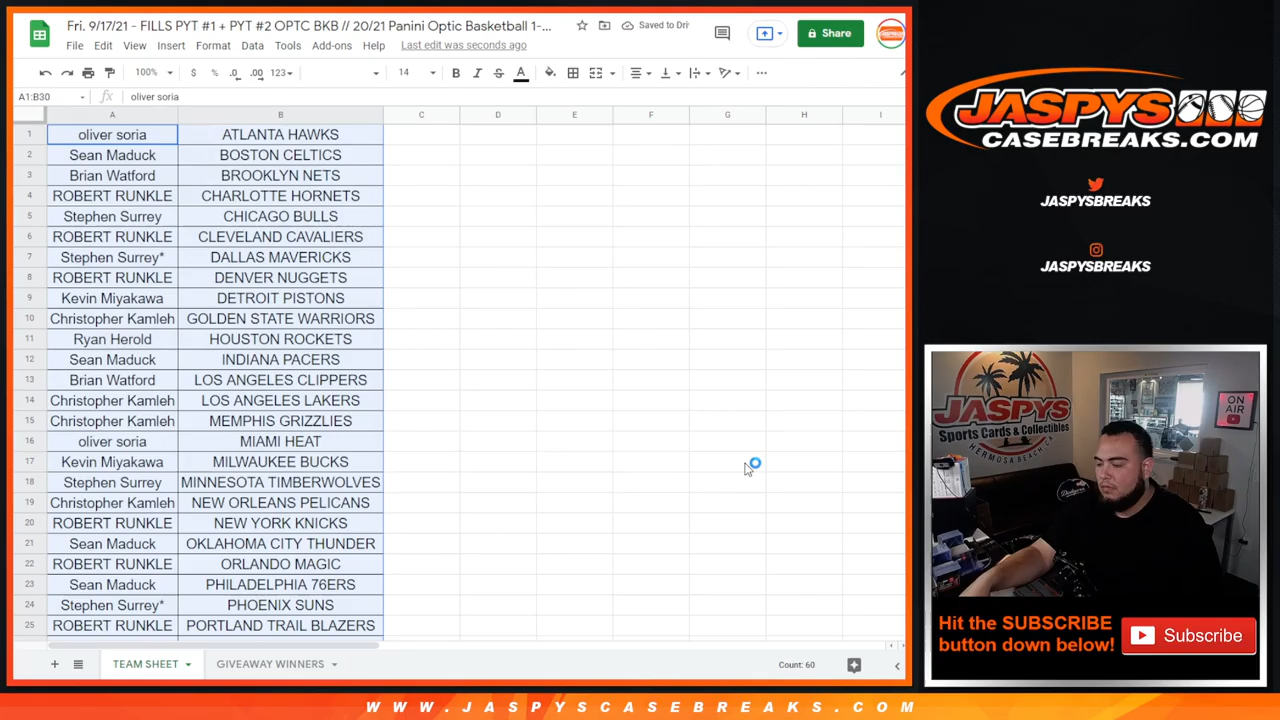 Fri. 9/17/21 - FILLS PYT #1 + PYT #2 OPTC BKB // 20/21 Panini Optic Basketball 1-...
Saved to Dri
Share
File Edit View Insert Format Data Tools Add-ons Help Last edit was seconds ago
100% $ % .0 .00 123 14 B I S A
A1:B30 fx oliver soria
A B C D E F G H I
1 oliver soria ATLANTA HAWKS
2 Sean Maduck BOSTON CELTICS
3 Brian Watford BROOKLYN NETS
4 ROBERT RUNKLE CHARLOTTE HORNETS
5 Stephen Surrey CHICAGO BULLS
6 ROBERT RUNKLE CLEVELAND CAVALIERS
7 Stephen Surrey* DALLAS MAVERICKS
8 ROBERT RUNKLE DENVER NUGGETS
9 Kevin Miyakawa DETROIT PISTONS
10 Christopher Kamleh GOLDEN STATE WARRIORS
11 Ryan Herold HOUSTON ROCKETS
12 Sean Maduck INDIANA PACERS
13 Brian Watford LOS ANGELES CLIPPERS
14 Christopher Kamleh LOS ANGELES LAKERS
15 Christopher Kamleh MEMPHIS GRIZZLIES
16 oliver soria MIAMI HEAT
17 Kevin Miyakawa MILWAUKEE BUCKS
18 Stephen Surrey MINNESOTA TIMBERWOLVES
19 Christopher Kamleh NEW ORLEANS PELICANS
20 ROBERT RUNKLE NEW YORK KNICKS
21 Sean Maduck OKLAHOMA CITY THUNDER
22 ROBERT RUNKLE ORLANDO MAGIC
23 Sean Maduck PHILADELPHIA 76ERS
24 Stephen Surrey* PHOENIX SUNS
25 ROBERT RUNKLE PORTLAND TRAIL BLAZERS
TEAM SHEET GIVEAWAY WINNERS Count: 60
JASPYS
CASEBREAKS.COM
JASPYSBREAKS
JASPYSBREAKS
JASPYS
Sports Cards & Collectibles
HERMOSA BEACH CA
ON AIR
Dodgers
Hit the SUBSCRIBE
button down below!
Subscribe
WWW.JASPYSCASEBREAKS.COM